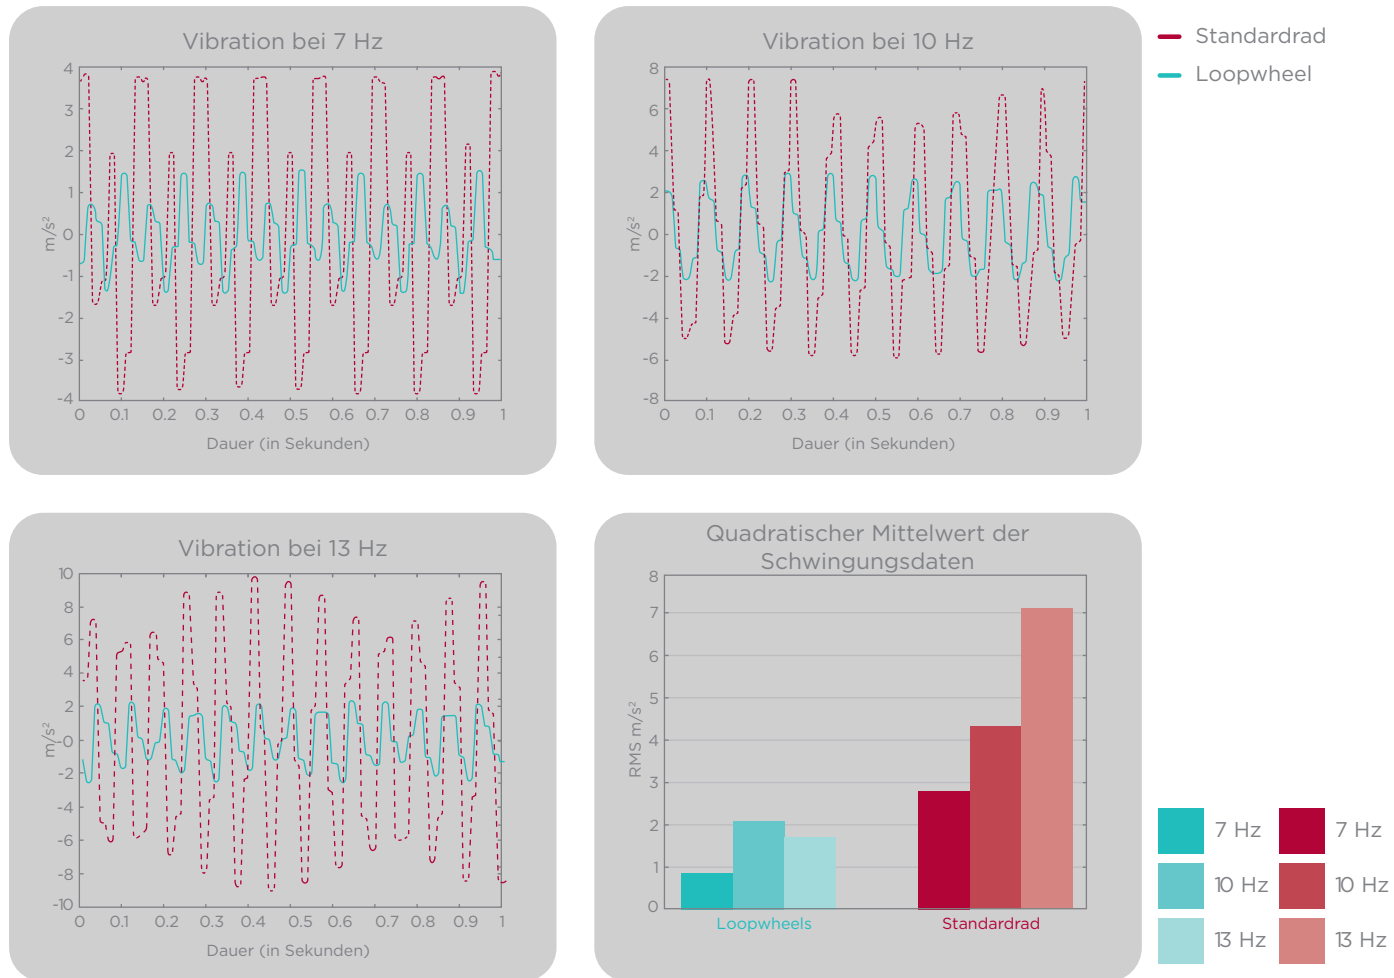 Vibration bei 7 Hz
4
3
2
1
0
-1
-2
-3
-4
m/s²
0 0.1 0.2 0.3 0.4 0.5 0.6 0.7 0.8 0.9 1
Dauer (in Sekunden)
Vibration bei 10 Hz
8
6
4
2
0
-2
-4
-6
-8
m/s²
0 0.1 0.2 0.3 0.4 0.5 0.6 0.7 0.8 0.9 1
Dauer (in Sekunden)
Standardrad
Loopwheel
Vibration bei 13 Hz
10
8
6
4
2
-0
-2
-4
-6
-8
-10
m/s²
0 0.1 0.2 0.3 0.4 0.5 0.6 0.7 0.8 0.9 1
Dauer (in Sekunden)
Quadratischer Mittelwert der
Schwingungsdaten
8
7
6
5
4
3
2
1
0
RMS m/s²
Loopwheels Standardrad
7 Hz 7 Hz
10 Hz 10 Hz
13 Hz 13 Hz